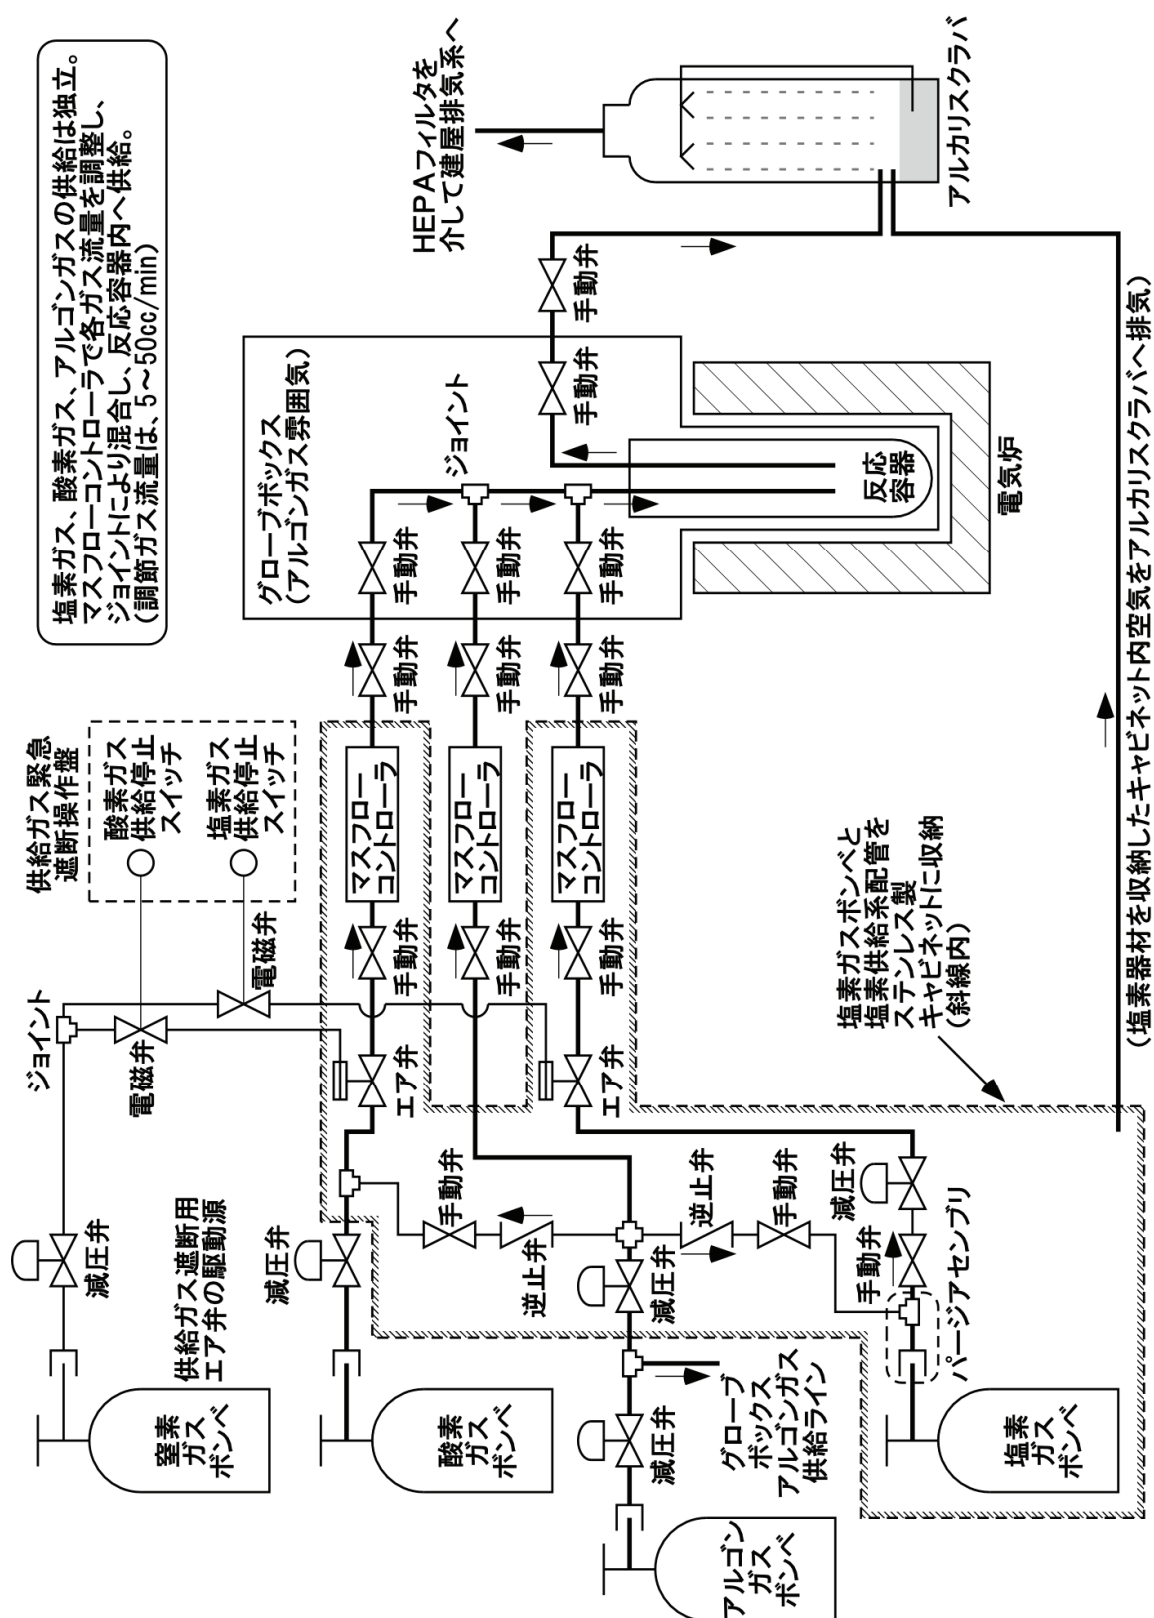 塩素ガス、酸素ガス、アルゴンガスの供給は独立。
マスフローコントローラで各ガス流量を調整し、
ジョイントにより混合し、反応容器内へ供給。
(調節ガス流量は、5～50cc/min)
供給ガス緊急
遮断操作盤
酸素ガス
供給停止
スイッチ
塩素ガス
供給停止
スイッチ
ジョイント
電磁弁
電磁弁
減圧弁
供給ガス遮断用
エア弁の駆動源
窒素
ガス
ボンベ
HEPAフィルタを
介して建屋排気系へ
アルカリスクラバ
手動弁
手動弁
グローブボックス
(アルゴンガス雰囲気)
ジョイント
反応
容器
電気炉
手動弁
手動弁
マスフロー
コントローラ
手動弁
エア弁
減圧弁
酸素
ガス
ボンベ
手動弁
手動弁
マスフロー
コントローラ
手動弁
手動弁
逆止弁
減圧弁
減圧弁
グローブ
ボックス
アルゴンガス
供給ライン
アルゴン
ガス
ボンベ
手動弁
手動弁
マスフロー
コントローラ
手動弁
エア弁
逆止弁
手動弁
減圧弁
手動弁
パージアセンブリ
塩素
ガス
ボンベ
塩素ガスボンベと
塩素供給系配管を
ステンレス製
キャビネットに収納
(斜線内)
(塩素器材を収納したキャビネット内空気をアルカリスクラバへ排気)